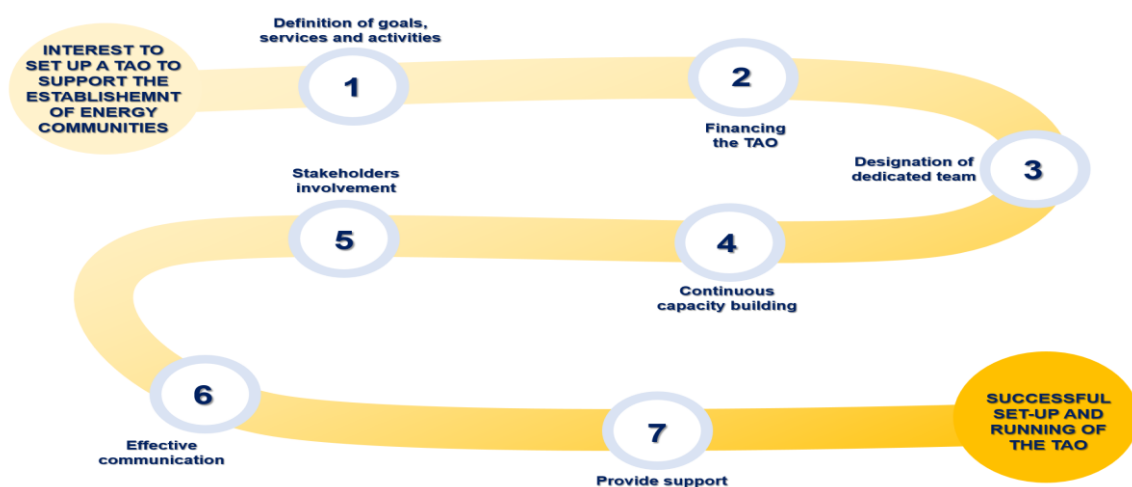 INTEREST TO
SET UP A TAO TO
SUPPORT THE
ESTABLISHEMNT
OF ENERGY
COMMUNITIES
Definition of goals,
services and activities
1
2
Financing
the TAO
Designation of
dedicated team
3
4
Continuous
capacity building
Stakeholders
involvement
5
6
Effective
communication
7
Provide support
SUCCESSFUL
SET-UP AND
RUNNING OF
THE TAO